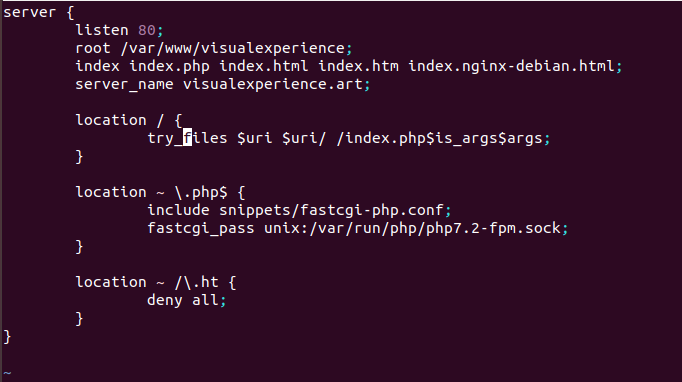 server {
        listen 80;
        root /var/www/visualexperience;
        index index.php index.html index.htm index.nginx-debian.html;
        server_name visualexperience.art;

        location / {
                try_files $uri $uri/ /index.php$is_args$args;
        }

        location ~ \.php$ {
                include snippets/fastcgi-php.conf;
                fastcgi_pass unix:/var/run/php/php7.2-fpm.sock;
        }

        location ~ /\.ht {
                deny all;
        }
}

~